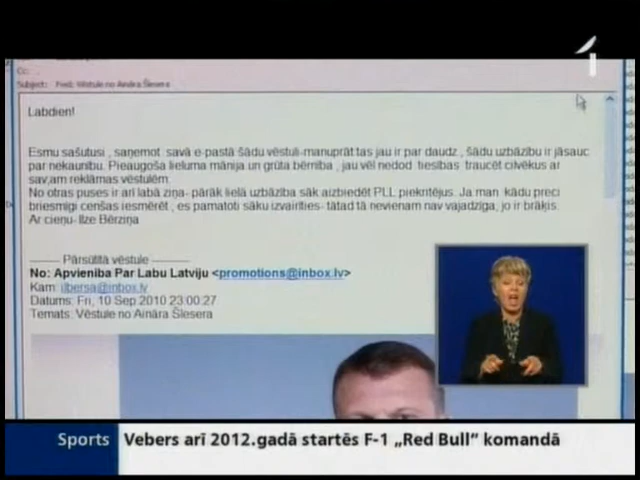 1
Cc:
Subject: Fwd: Vēstule no Aināra Šlesera
Labdien!
Esmu sašutusi , saņemot savā e-pastā šādu vēstuli-manuprāt tas jau ir par daudz , šādu uzbāzību ir jāsauc
par nekaunību. Pieaugoša lieluma mānija un grūta bērnība , jau vēl nedod tiesības traucēt cilvēkus ar
sav,am reklāmas vēstulēm.
No otras puses ir arī labā ziņa- pārāk lielā uzbāzība sāk aizbiedēt PLL piekritējus. Ja man kādu preci
briesmīgi cenšas iesmērēt , es pamatoti sāku izvairīties- tātad tā nevienam nav vajadzīga, jo ir brāķis.
Ar cieņu- Ilze Bērziņa
Pārsūtītā vēstule
No: Apvienība Par Labu Latviju <promotions@inbox.lv>
Kam: ilbersa@inbox.lv
Datums: Fri, 10 Sep 2010 23:00:27
Temats: Vēstule no Aināra Šlesera
Sports Vebers arī 2012.gadā startēs F-1 „Red Bull” komandā